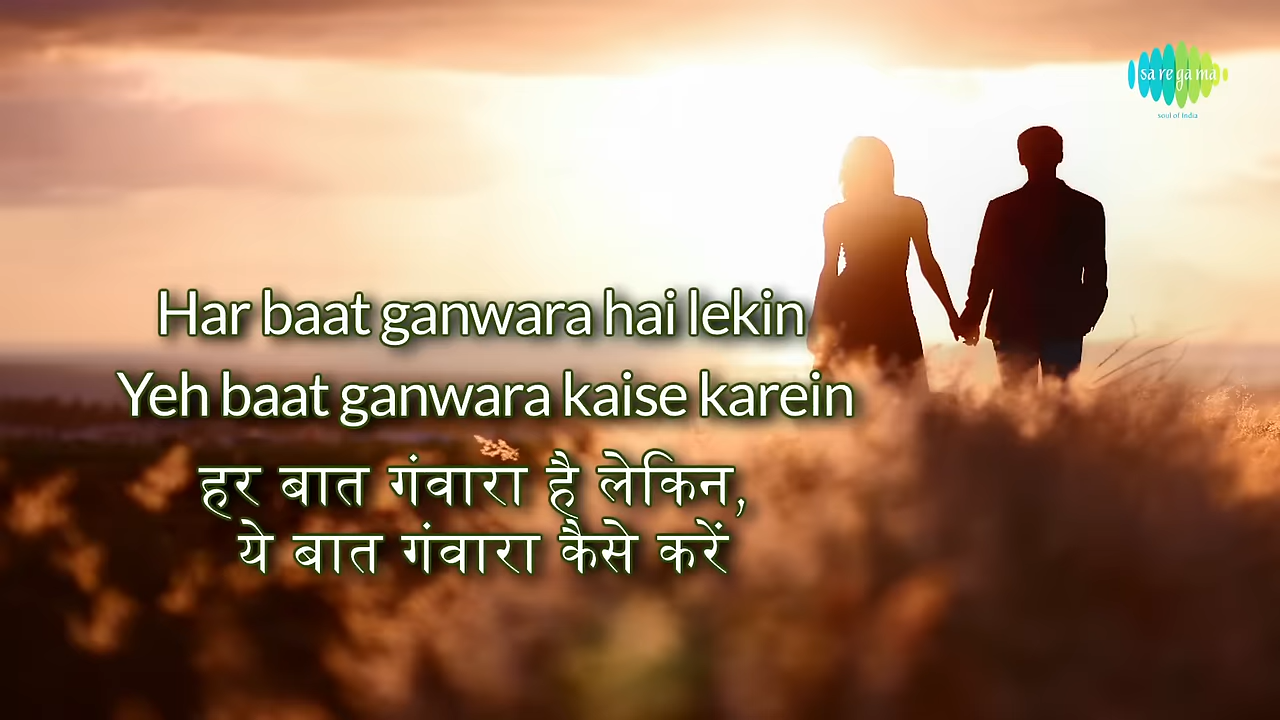 sa re ga ma
soul of India
Har baat ganwara hai lekin
Yeh baat ganwara kaise karein
हर बात गंवारा है लेकिन,
ये बात गंवारा कैसे करें